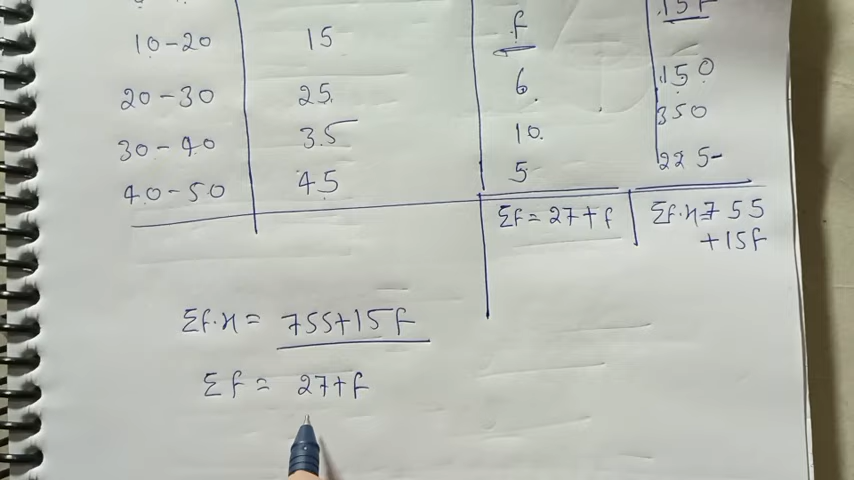 15f
10-20 15 f
20-30 25 6 150
30-40 35 10 350
40-50 45 5 225
Σf = 27+f Σf.x= 755
+15f
Σf.x = 755+15f
Σf = 27+f